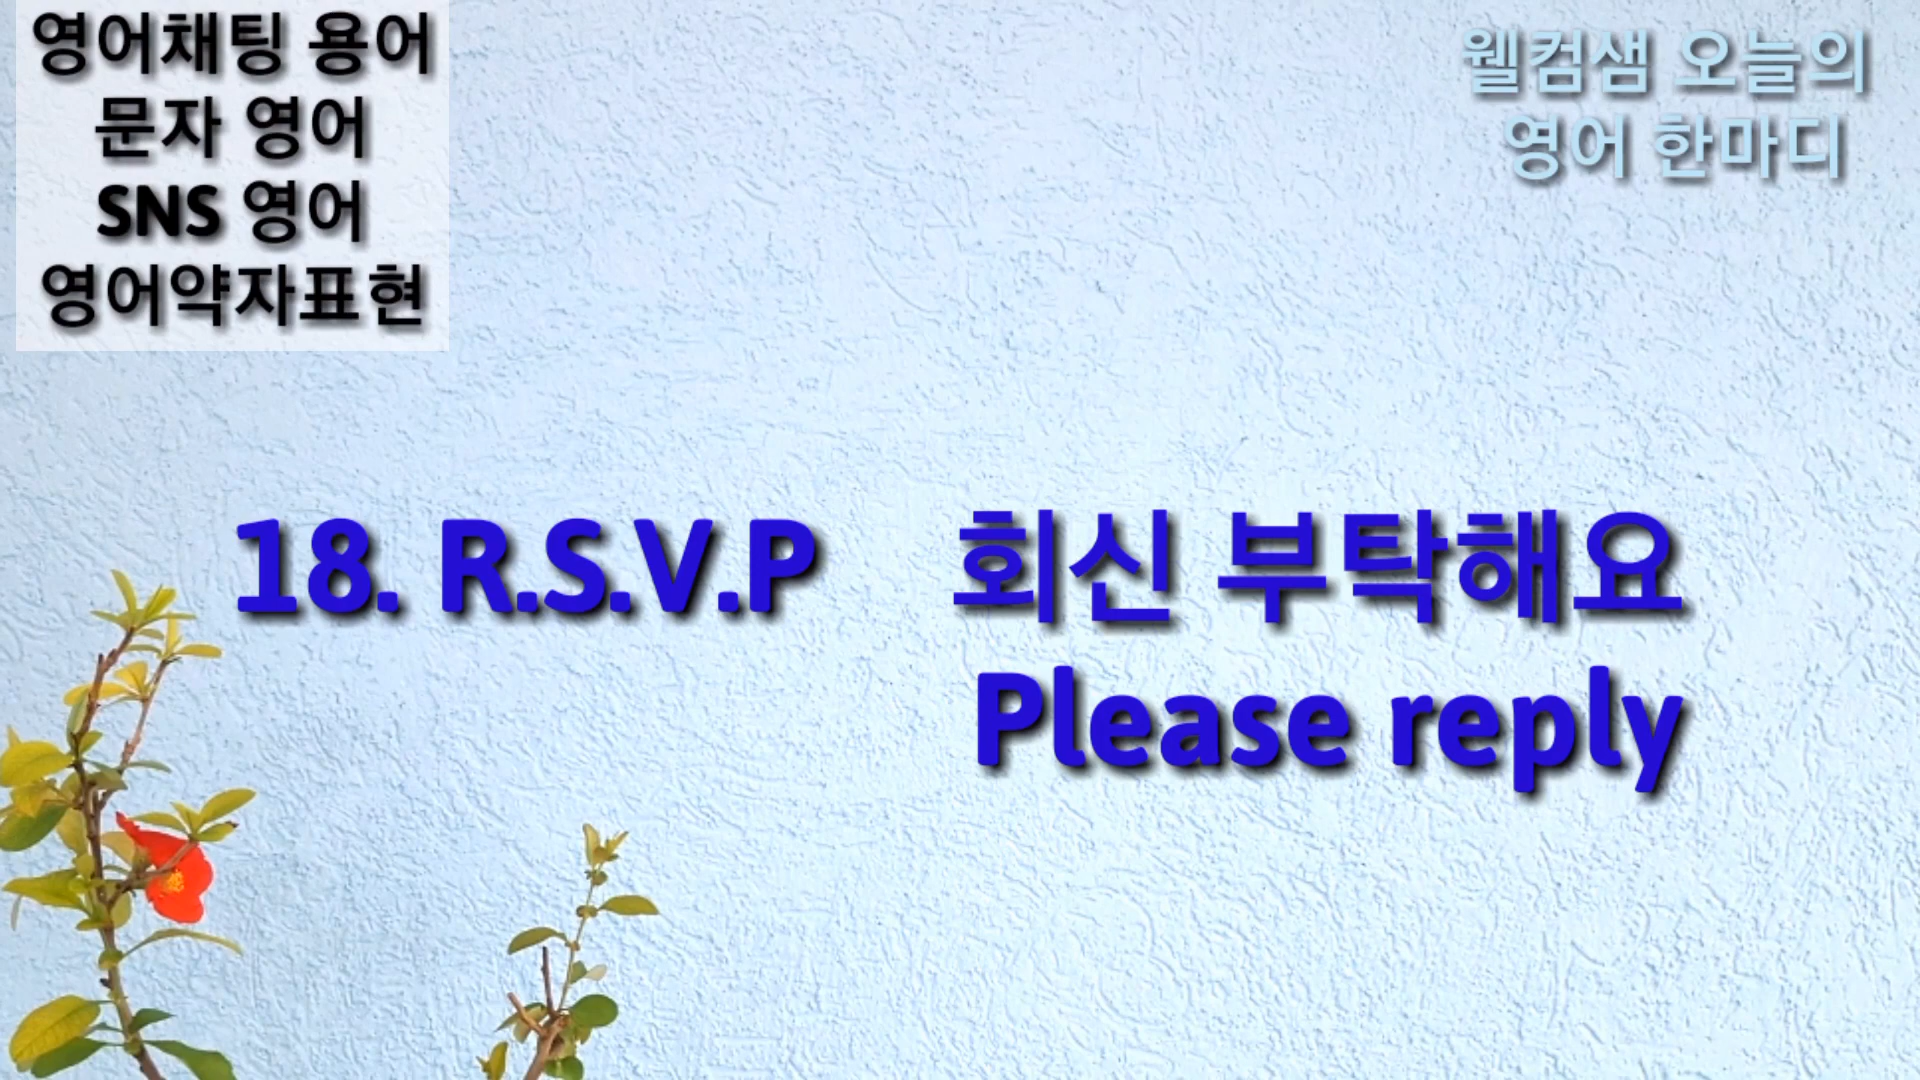 영어채팅 용어
문자 영어
SNS 영어
영어약자표현
웰컴샘 오늘의
영어 한마디
18. R.S.V.P 회신 부탁해요
Please reply